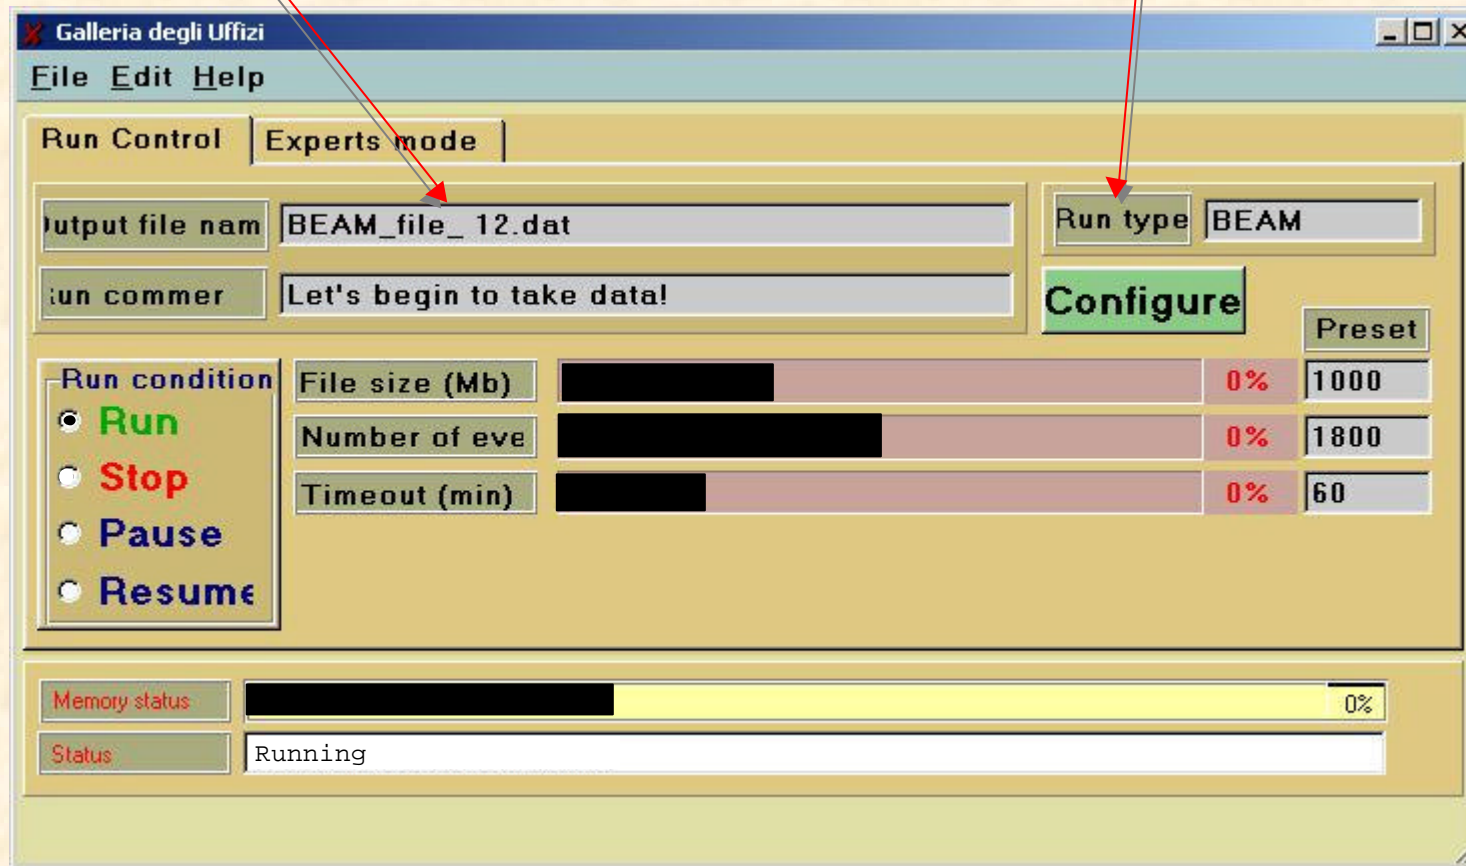 Galleria degli Uffizi
File Edit Help
Run Control Experts mode
utput file nam BEAM_file_ 12.dat Run type BEAM
un commer Let's begin to take data! Configure
Preset
Run condition File size (Mb) 0% 1000
Run Number of eve 0% 1800
Stop Timeout (min) 0% 60
Pause
Resume
Memory status 0%
Status Running